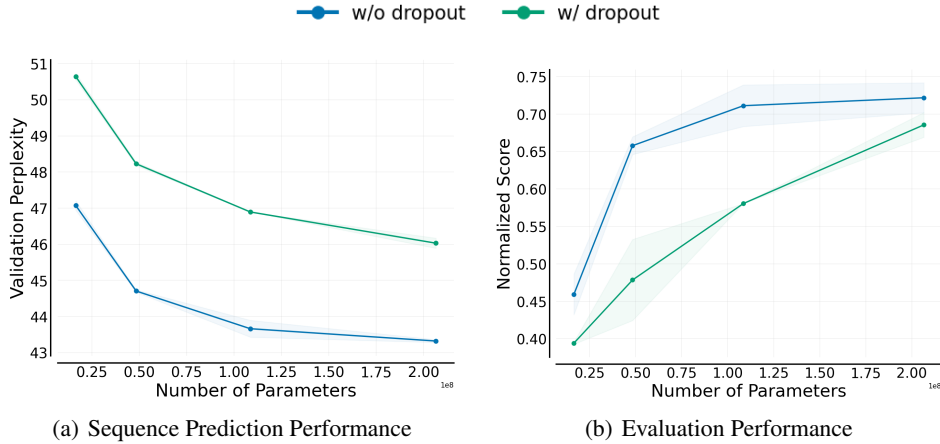 w/o dropout w/ dropout
51
50
49
48
47
46
45
44
43
Validation Perplexity
0.25 0.50 0.75 1.00 1.25 1.50 1.75 2.00
1e8
Number of Parameters
(a) Sequence Prediction Performance
0.75
0.70
0.65
0.60
0.55
0.50
0.45
0.40
Normalized Score
0.25 0.50 0.75 1.00 1.25 1.50 1.75 2.00
1e8
Number of Parameters
(b) Evaluation Performance